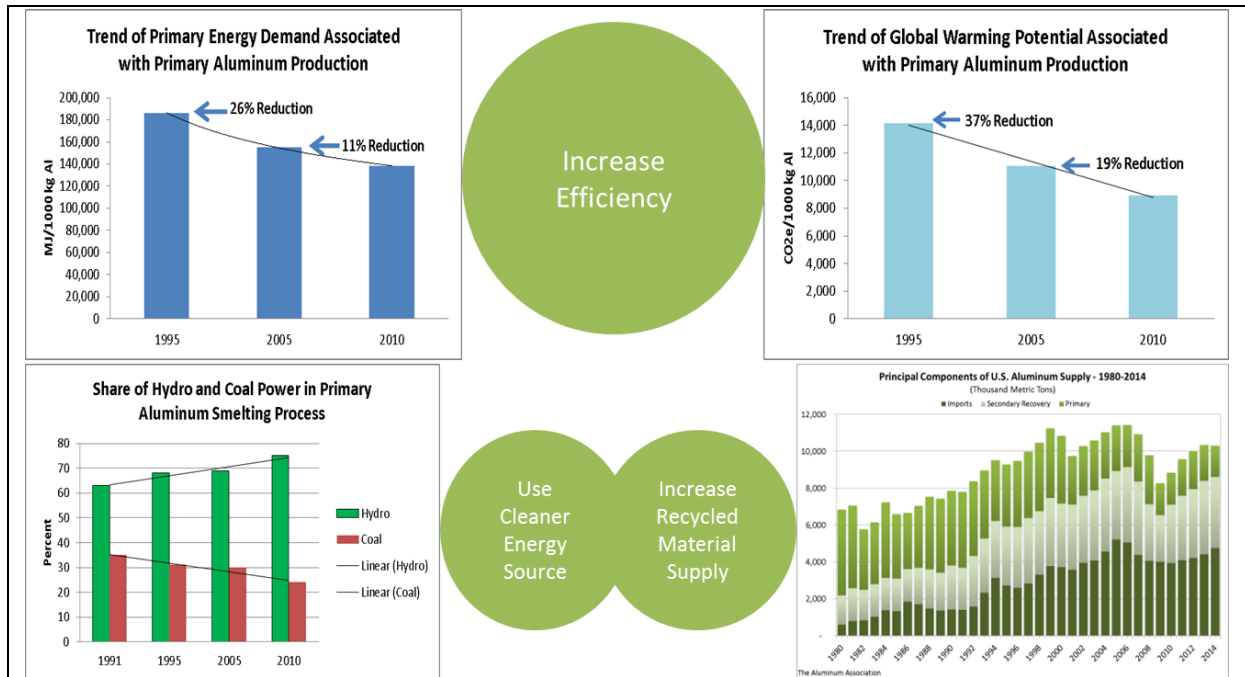 Trend of Primary Energy Demand Associated
with Primary Aluminum Production
MJ/1000 kg Al
200,000
180,000
160,000
140,000
120,000
100,000
80,000
60,000
40,000
20,000
0
26% Reduction
11% Reduction
1995 2005 2010
Increase
Efficiency
Trend of Global Warming Potential Associated
with Primary Aluminum Production
CO2e/1000 kg Al
16,000
14,000
12,000
10,000
8,000
6,000
4,000
2,000
0
37% Reduction
19% Reduction
1995 2005 2010
Share of Hydro and Coal Power in Primary
Aluminum Smelting Process
Percent
80
70
60
50
40
30
20
10
0
1991 1995 2005 2010
Hydro
Coal
Linear (Hydro)
Linear (Coal)
Use
Cleaner
Energy
Source
Increase
Recycled
Material
Supply
Principal Components of U.S. Aluminum Supply - 1980-2014
(Thousand Metric Tons)
Imports Secondary Recovery Primary
12,000
10,000
8,000
6,000
4,000
2,000
-
1980 1982 1984 1986 1988 1990 1992 1994 1996 1998 2000 2002 2004 2006 2008 2010 2012 2014
The Aluminum Association